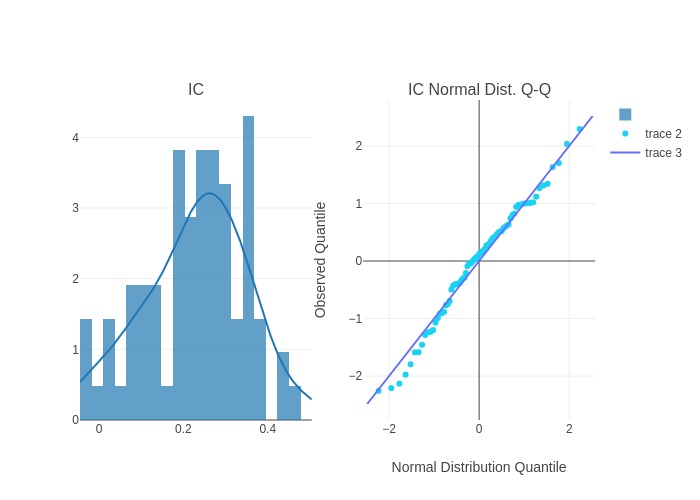 IC
IC Normal Dist. Q-Q
4
3
2
1
0
0
0.2
0.4
Observed Quantile
2
1
0
−1
−2
−2
0
2
Normal Distribution Quantile
trace 2
trace 3